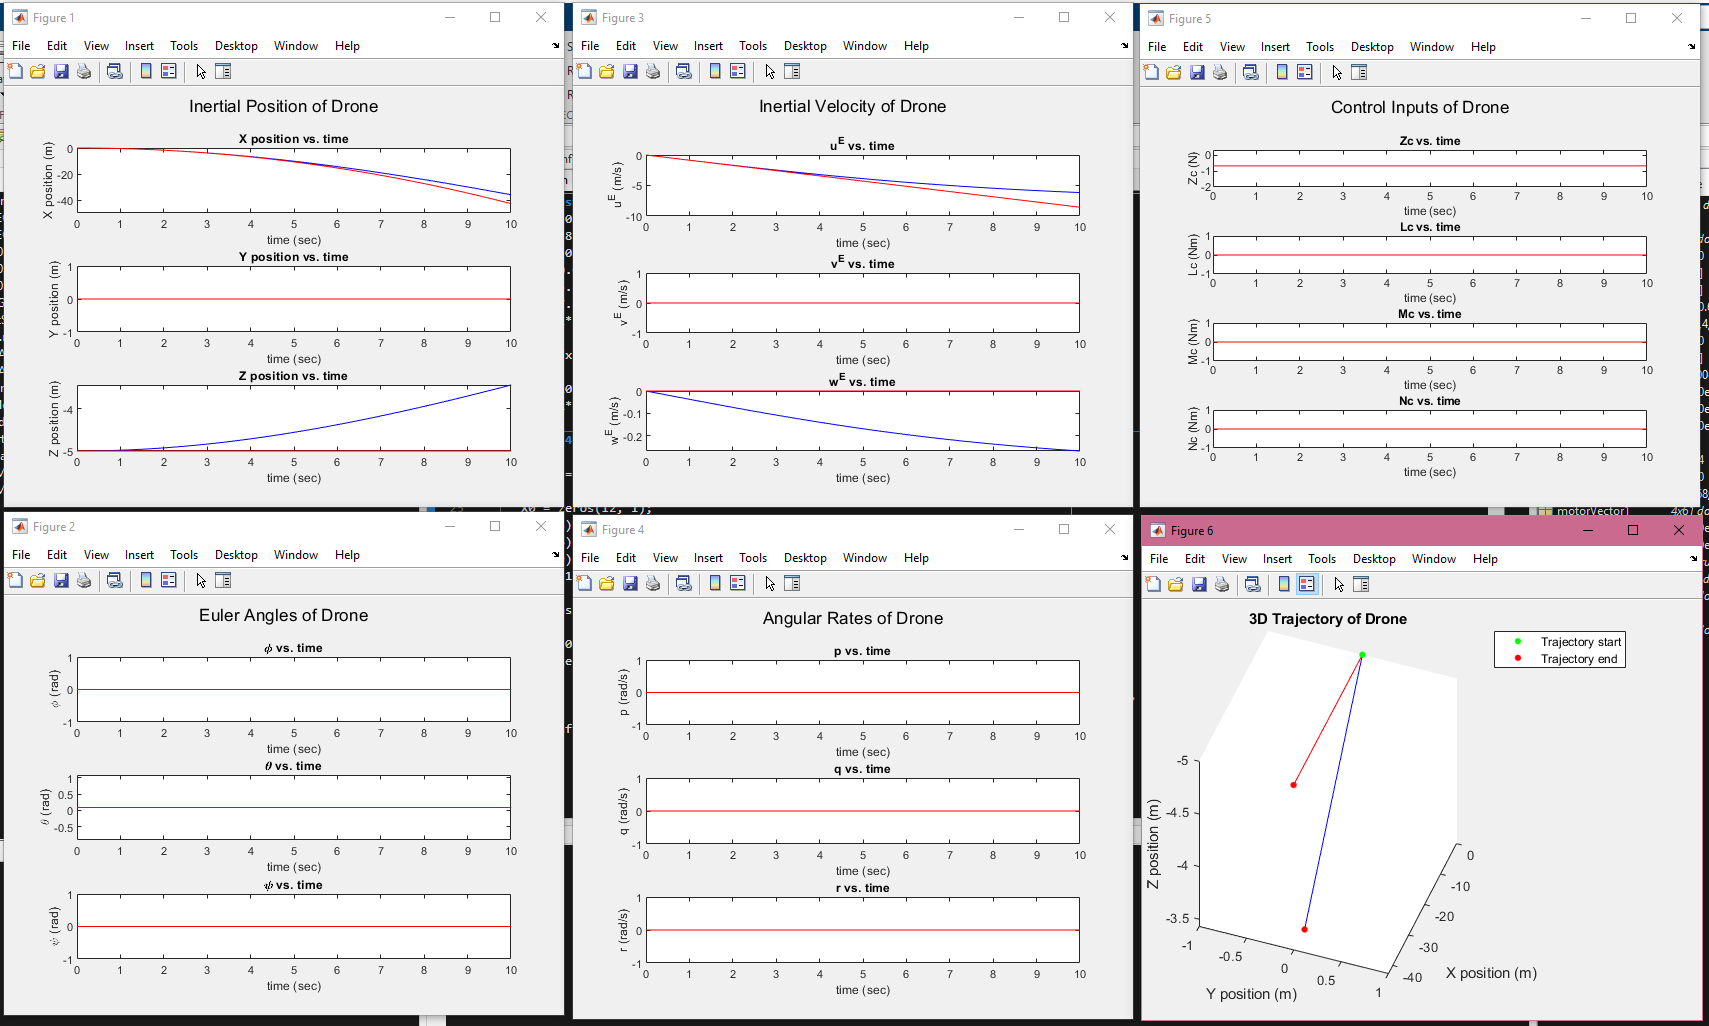 Figure 1
File Edit View Insert Tools Desktop Window Help
Inertial Position of Drone
X position vs. time
X position (m)
0
-20
-40
0 1 2 3 4 5 6 7 8 9 10
time (sec)
Y position vs. time
Y position (m)
1
0
-1
0 1 2 3 4 5 6 7 8 9 10
time (sec)
Z position vs. time
Z position (m)
-4
-5
0 1 2 3 4 5 6 7 8 9 10
time (sec)
Figure 3
File Edit View Insert Tools Desktop Window Help
Inertial Velocity of Drone
u^E vs. time
u^E (m/s)
0
-5
-10
0 1 2 3 4 5 6 7 8 9 10
time (sec)
v^E vs. time
v^E (m/s)
1
0
-1
0 1 2 3 4 5 6 7 8 9 10
time (sec)
w^E vs. time
w^E (m/s)
0
-0.1
-0.2
0 1 2 3 4 5 6 7 8 9 10
time (sec)
Figure 5
File Edit View Insert Tools Desktop Window Help
Control Inputs of Drone
Zc vs. time
Zc (N)
0
-1
-2
0 1 2 3 4 5 6 7 8 9 10
time (sec)
Lc vs. time
Lc (Nm)
1
0
-1
0 1 2 3 4 5 6 7 8 9 10
time (sec)
Mc vs. time
Mc (Nm)
1
0
-1
0 1 2 3 4 5 6 7 8 9 10
time (sec)
Nc vs. time
Nc (Nm)
1
0
-1
0 1 2 3 4 5 6 7 8 9 10
time (sec)
motorVector
Figure 2
File Edit View Insert Tools Desktop Window Help
Euler Angles of Drone
ϕ vs. time
ϕ (rad)
1
0
-1
0 1 2 3 4 5 6 7 8 9 10
time (sec)
θ vs. time
θ (rad)
0.5
0
-0.5
0 1 2 3 4 5 6 7 8 9 10
time (sec)
ψ vs. time
ψ (rad)
1
0
-1
0 1 2 3 4 5 6 7 8 9 10
time (sec)
Figure 4
File Edit View Insert Tools Desktop Window Help
Angular Rates of Drone
p vs. time
p (rad/s)
1
0
-1
0 1 2 3 4 5 6 7 8 9 10
time (sec)
q vs. time
q (rad/s)
1
0
-1
0 1 2 3 4 5 6 7 8 9 10
time (sec)
r vs. time
r (rad/s)
1
0
-1
0 1 2 3 4 5 6 7 8 9 10
time (sec)
Figure 6
File Edit View Insert Tools Desktop Window Help
3D Trajectory of Drone
Trajectory start
Trajectory end
Z position (m)
-5
-4.5
-4
-3.5
-1
-0.5
0
0.5
1
Y position (m)
0
-10
-20
-30
-40
X position (m)